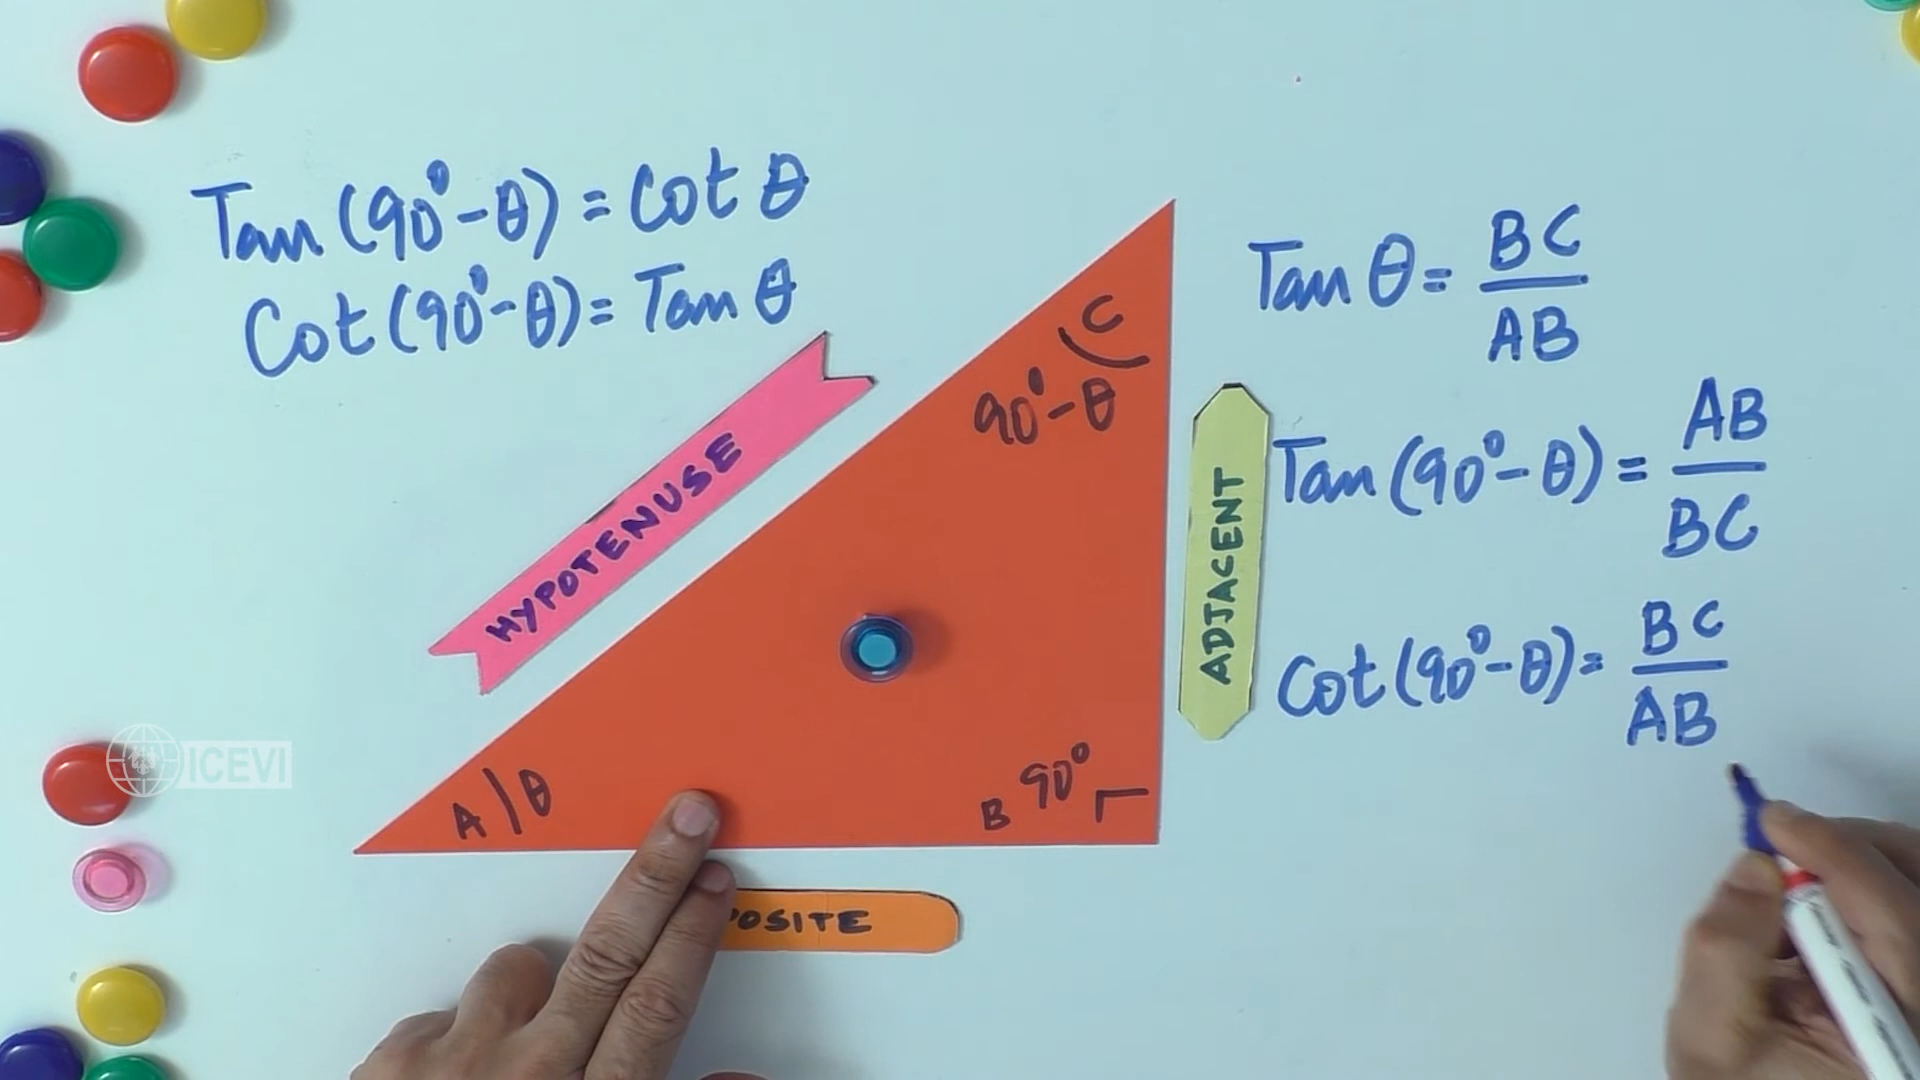 Tan (90°-θ) = Cot θ
Cot (90°-θ) = Tan θ
HYPOTENUSE
C
90°-θ
A θ
B 90°
ADJACENT
POSITE
Tan θ = BC
AB
Tan (90°-θ) = AB
BC
Cot (90°-θ) = BC
AB
ICEVI